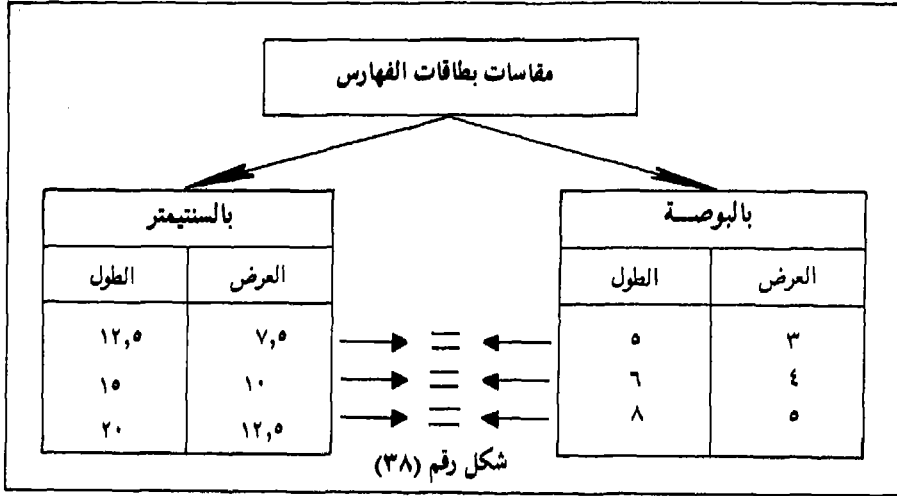 مقاسات بطاقات الفهارس
بالبوصـــة
بالسنتيمتر
العرض الطول
العرض الطول
٣ ٥ = ٧,٥ ١٢,٥
٤ ٦ = ١٠ ١٥
٥ ٨ = ١٢,٥ ٢٠
شكل رقم (٣٨)